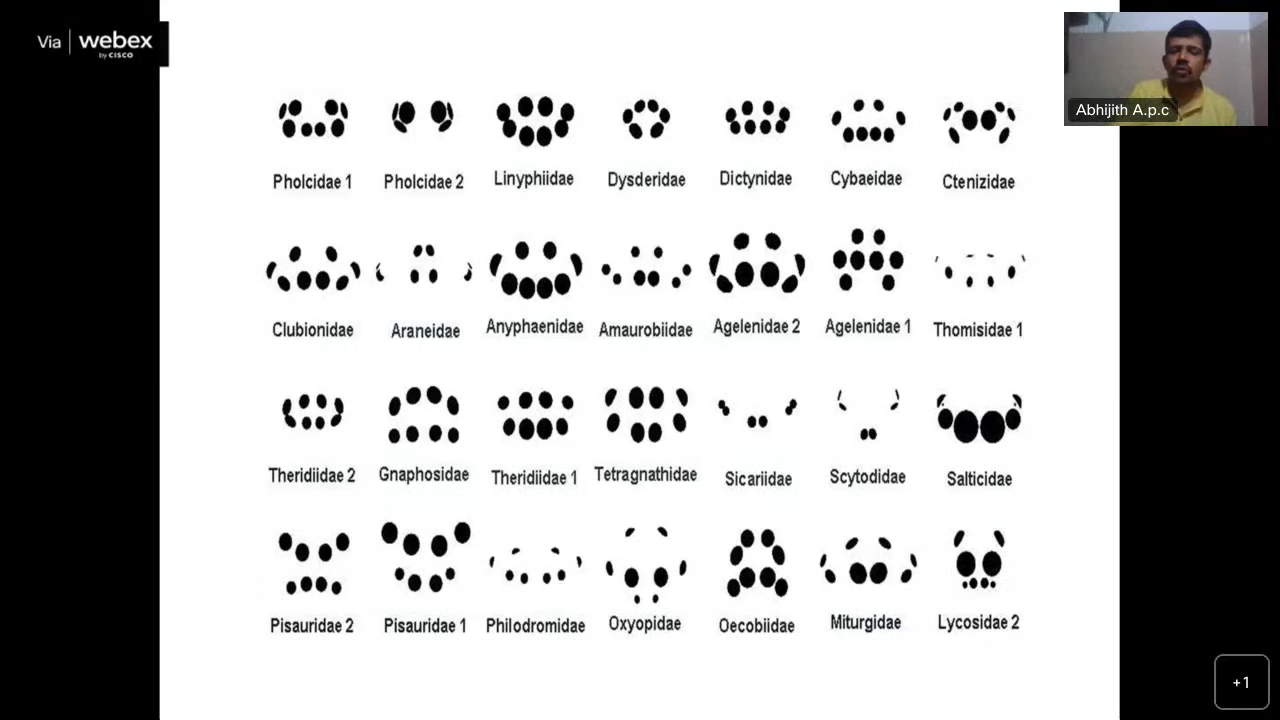 Via | webex
by CISCO
Abhijith A.p.c
Pholcidae 1 Pholcidae 2 Linyphiidae Dysderidae Dictynidae Cybaeidae Ctenizidae
Clubionidae Araneidae Anyphaenidae Amaurobiidae Agelenidae 2 Agelenidae 1 Thomisidae 1
Theridiidae 2 Gnaphosidae Theridiidae 1 Tetragnathidae Sicariidae Scytodidae Salticidae
Pisauridae 2 Pisauridae 1 Philodromidae Oxyopidae Oecobiidae Miturgidae Lycosidae 2
+1